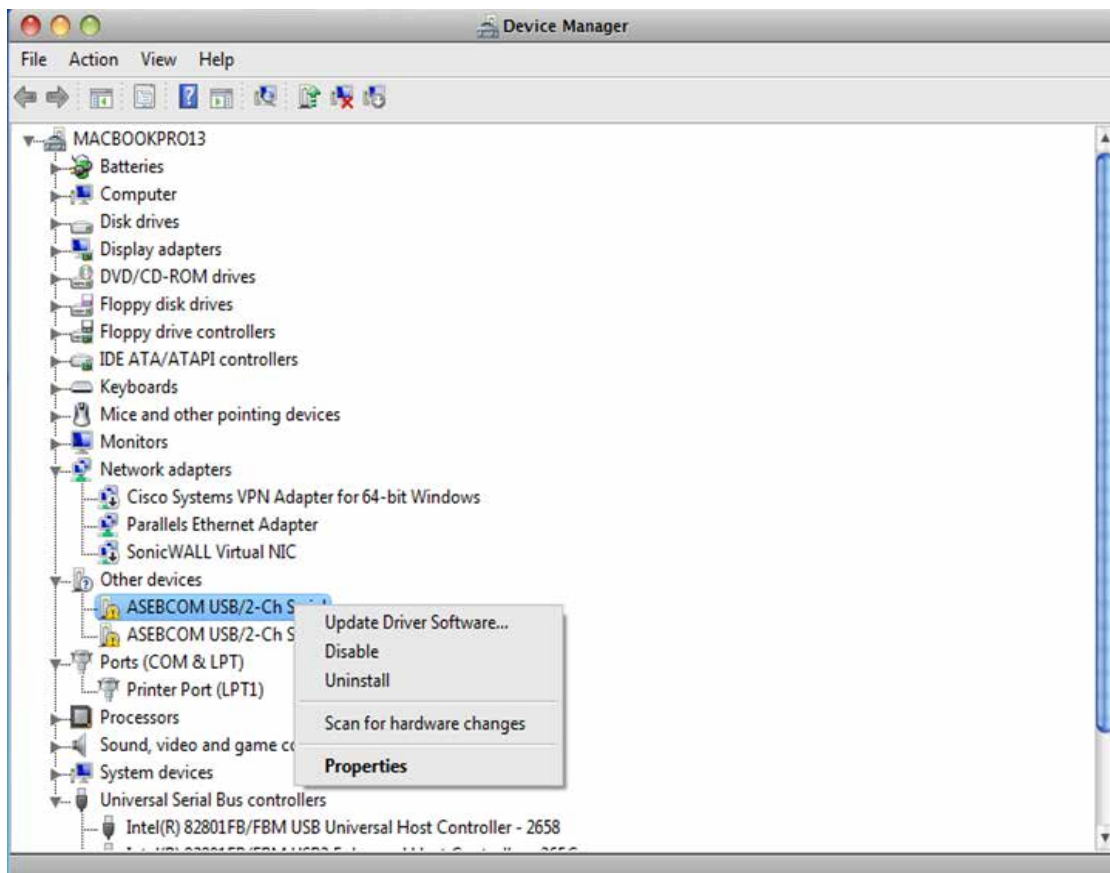 Device Manager
File Action View Help
MACBOOKPRO13
Batteries
Computer
Disk drives
Display adapters
DVD/CD-ROM drives
Floppy disk drives
Floppy drive controllers
IDE ATA/ATAPI controllers
Keyboards
Mice and other pointing devices
Monitors
Network adapters
Cisco Systems VPN Adapter for 64-bit Windows
Parallels Ethernet Adapter
SonicWALL Virtual NIC
Other devices
ASEBCOM USB/2-Ch
ASEBCOM USB/2-Ch S
Ports (COM & LPT)
Printer Port (LPT1)
Processors
Sound, video and game co
System devices
Universal Serial Bus controllers
Intel(R) 82801FB/FBM USB Universal Host Controller - 2658
Update Driver Software...
Disable
Uninstall
Scan for hardware changes
Properties